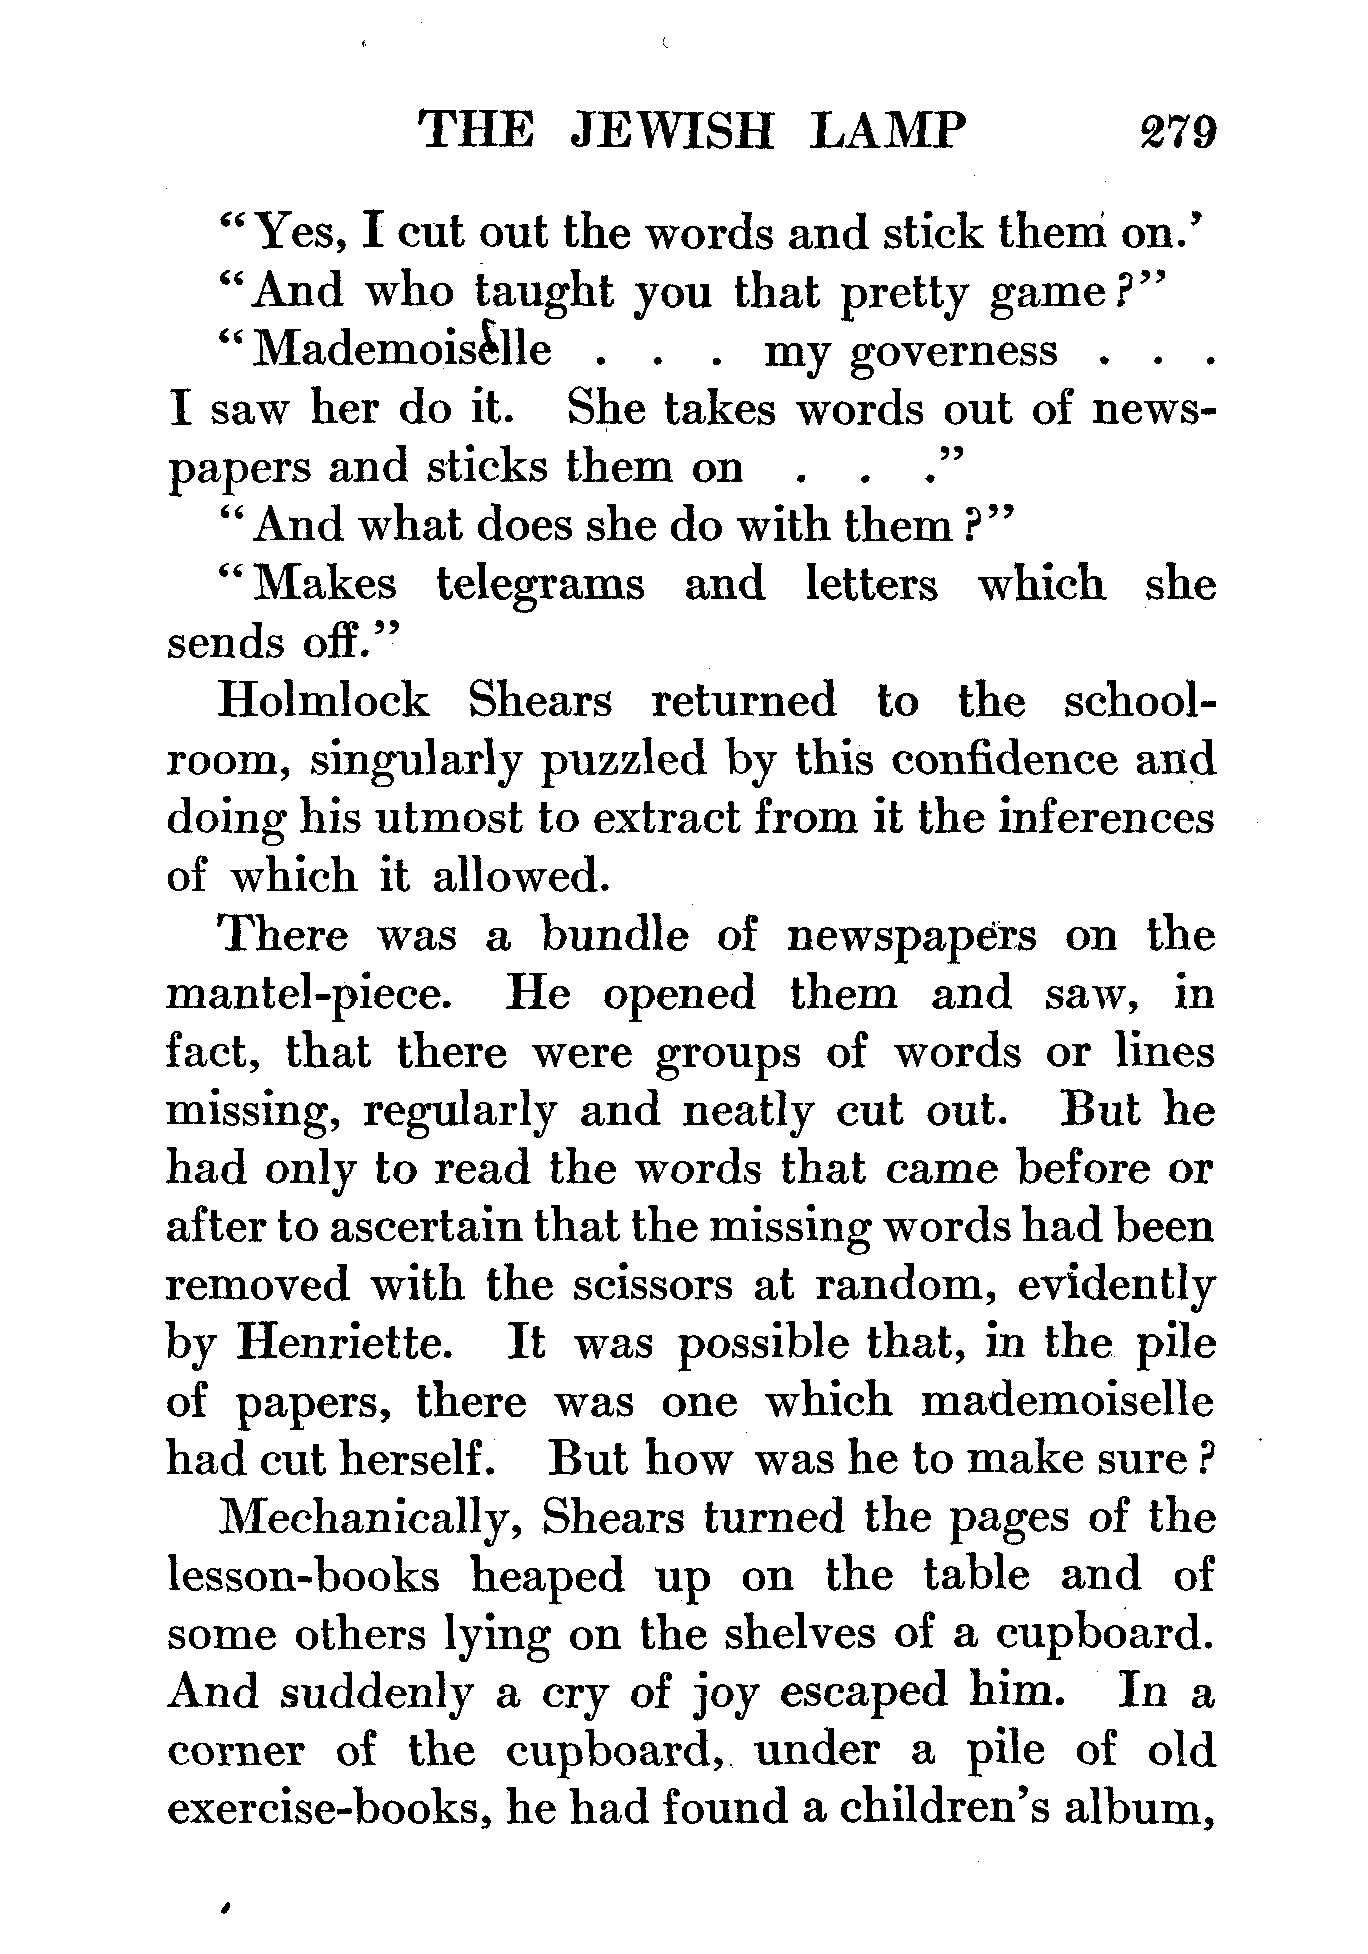 THE JEWISH LAMP 279
“Yes, I cut out the words and stick them on.’
“And who taught you that pretty game?”
“Mademoiselle . . . my governess . . .
I saw her do it. She takes words out of news-
papers and sticks them on . . .”
“And what does she do with them?”
“Makes telegrams and letters which she
sends off.”
Holmlock Shears returned to the school-
room, singularly puzzled by this confidence and
doing his utmost to extract from it the inferences
of which it allowed.
There was a bundle of newspapers on the
mantel-piece. He opened them and saw, in
fact, that there were groups of words or lines
missing, regularly and neatly cut out. But he
had only to read the words that came before or
after to ascertain that the missing words had been
removed with the scissors at random, evidently
by Henriette. It was possible that, in the pile
of papers, there was one which mademoiselle
had cut herself. But how was he to make sure?
Mechanically, Shears turned the pages of the
lesson-books heaped up on the table and of
some others lying on the shelves of a cupboard.
And suddenly a cry of joy escaped him. In a
corner of the cupboard, under a pile of old
exercise-books, he had found a children’s album,